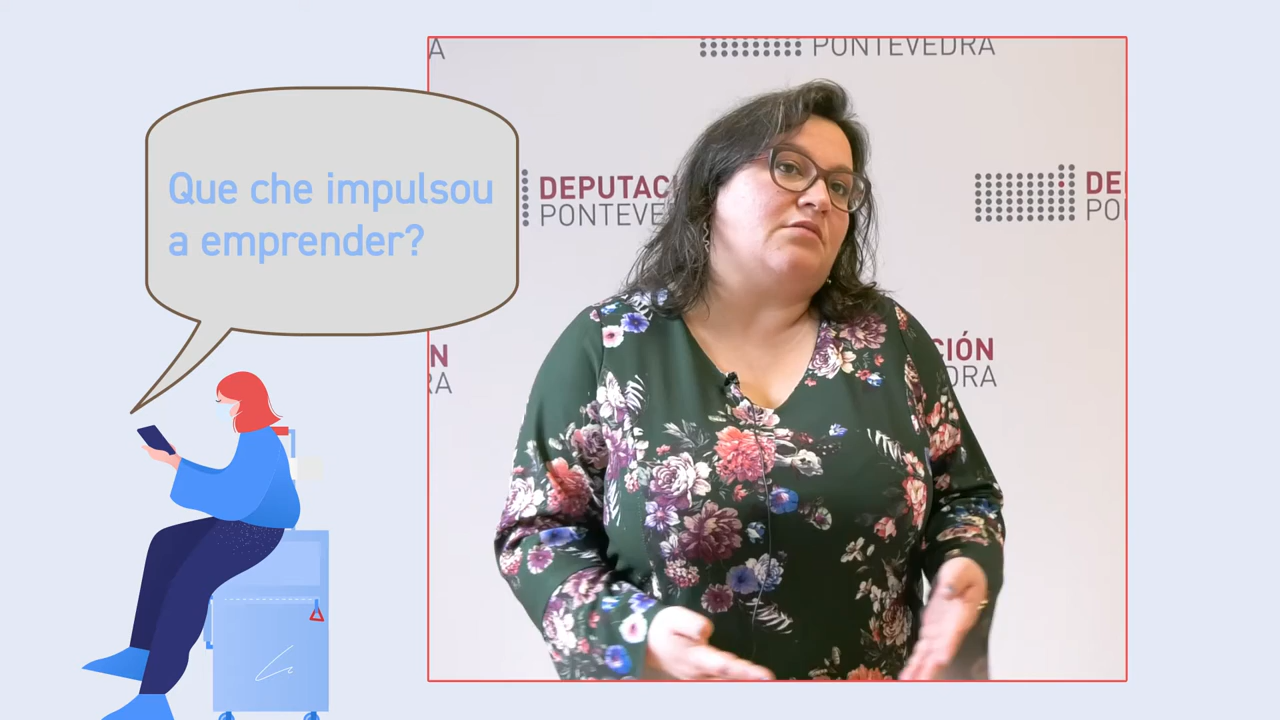 A
PONTEVEDRA
Que che impulsou
a emprender?
DEPUTAC
PONTEVE
DE
PO
N
RA
CIÓN
DRA